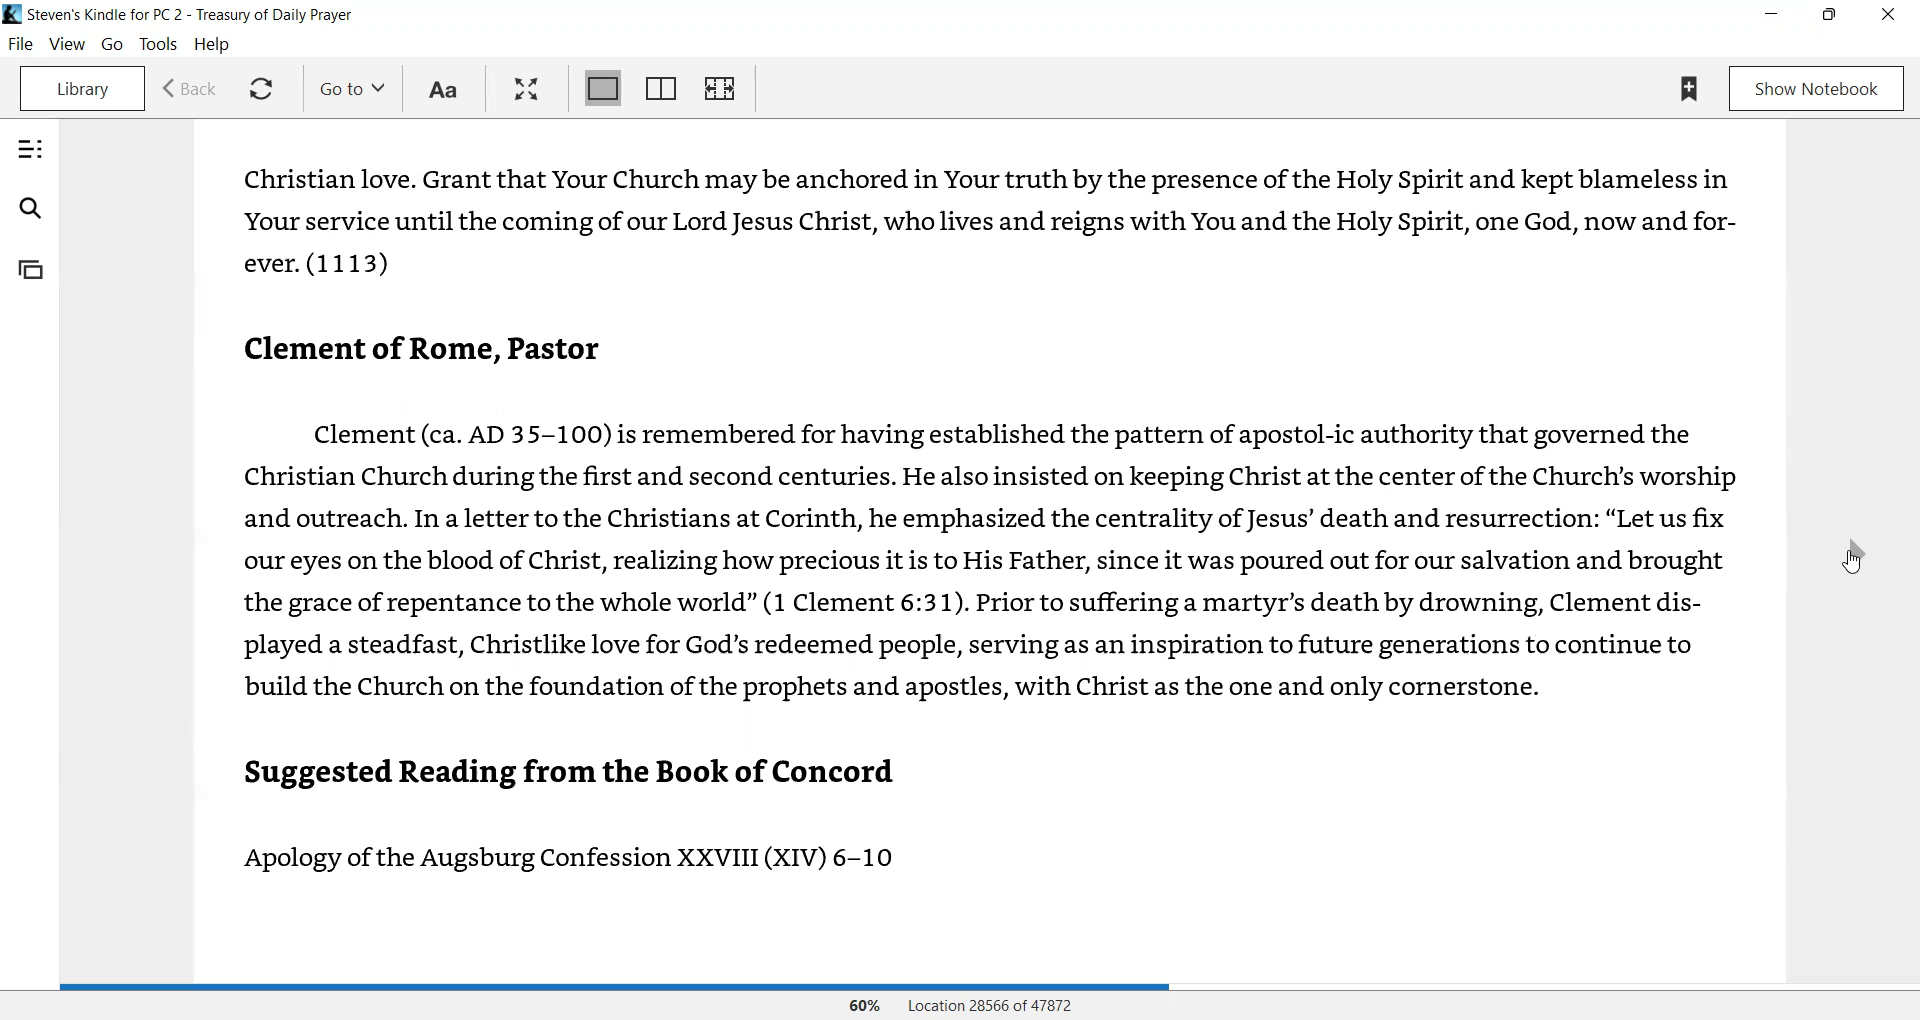 Steven's Kindle for PC 2 - Treasury of Daily Prayer
File View Go Tools Help
Library Back Go to Aa Show Notebook
Christian love. Grant that Your Church may be anchored in Your truth by the presence of the Holy Spirit and kept blameless in
Your service until the coming of our Lord Jesus Christ, who lives and reigns with You and the Holy Spirit, one God, now and for-
ever. (1113)
Clement of Rome, Pastor
Clement (ca. AD 35–100) is remembered for having established the pattern of apostol-ic authority that governed the
Christian Church during the first and second centuries. He also insisted on keeping Christ at the center of the Church’s worship
and outreach. In a letter to the Christians at Corinth, he emphasized the centrality of Jesus’ death and resurrection: “Let us fix
our eyes on the blood of Christ, realizing how precious it is to His Father, since it was poured out for our salvation and brought
the grace of repentance to the whole world” (1 Clement 6:31). Prior to suffering a martyr’s death by drowning, Clement dis-
played a steadfast, Christlike love for God’s redeemed people, serving as an inspiration to future generations to continue to
build the Church on the foundation of the prophets and apostles, with Christ as the one and only cornerstone.
Suggested Reading from the Book of Concord
Apology of the Augsburg Confession XXVIII (XIV) 6–10
60% Location 28566 of 47872